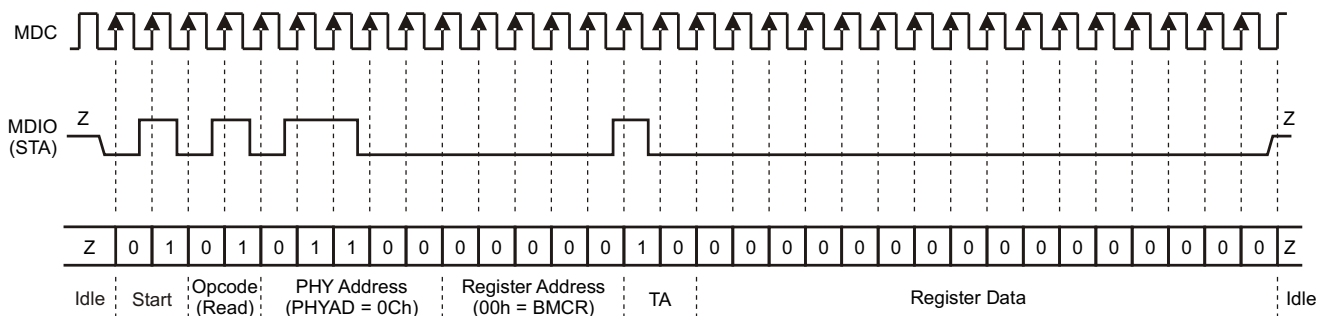 MDC
Z Z
MDIO
(STA)
Z 0 1 0 1 0 1 1 0 0 0 0 0 0 0 1 0 0 0 0 0 0 0 0 0 0 0 0 0 0 0 0 0 Z
Idle Start Opcode
(Read) PHY Address
(PHYAD = 0Ch) Register Address
(00h = BMCR) TA Register Data Idle